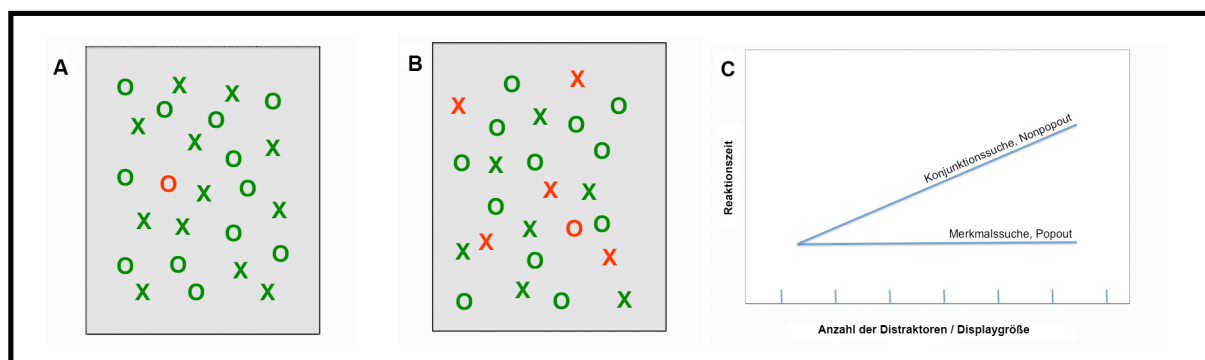 A
O X X O
X O O
X O X
O O X O
X X O X
O O X O
X O X X
B
X O X O
O X O
O X O O
O X X
X X X O O
O X
O X O X
C
Reaktionszeit
Konjunktionssuche, Nonpopout
Merkmalssuche, Popout
Anzahl der Distraktoren / Displaygröße